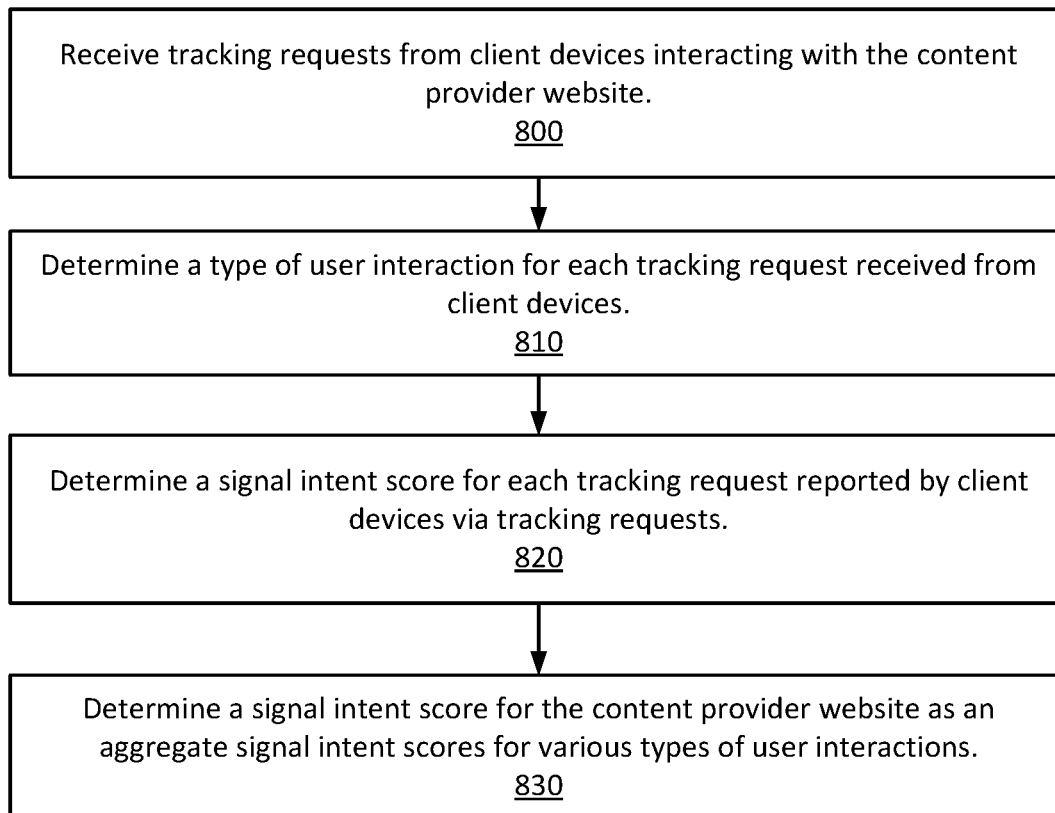 Receive tracking requests from client devices interacting with the content
provider website.
800
Determine a type of user interaction for each tracking request received from
client devices.
810
Determine a signal intent score for each tracking request reported by client
devices via tracking requests.
820
Determine a signal intent score for the content provider website as an
aggregate signal intent scores for various types of user interactions.
830